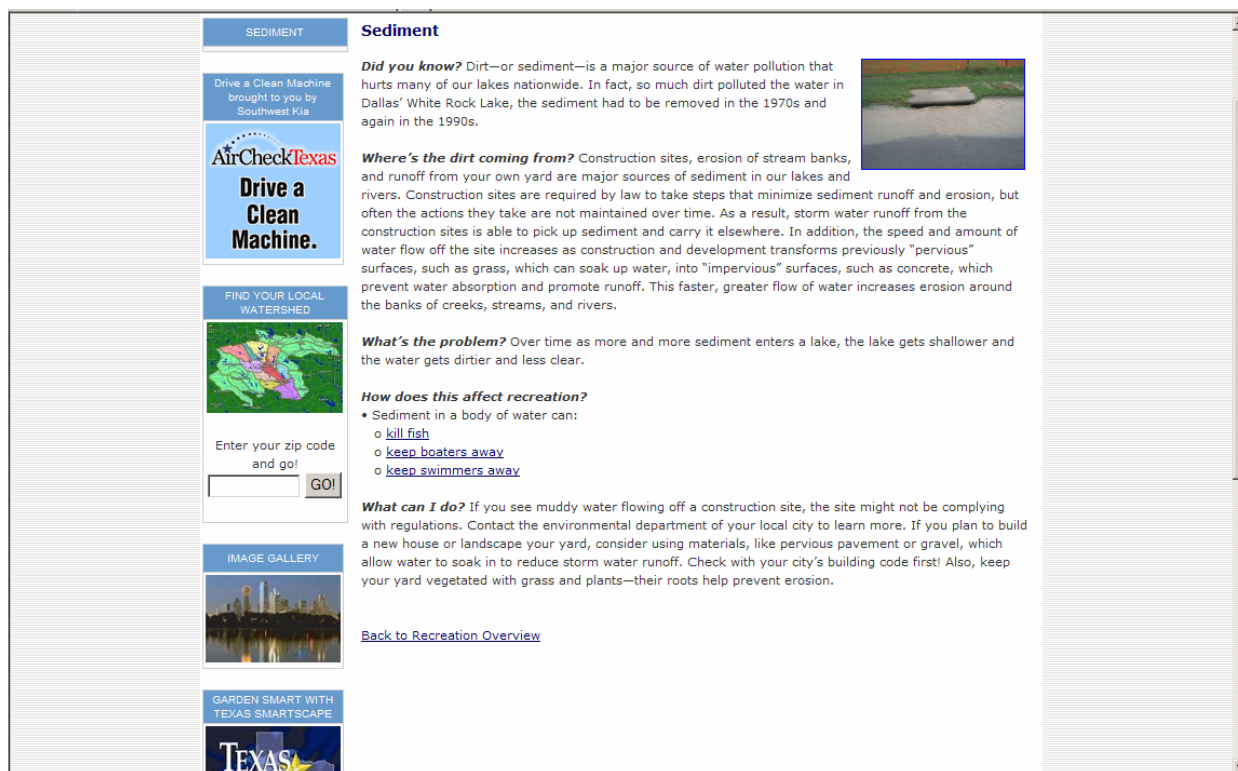 SEDIMENT
Drive a Clean Machine
brought to you by
Southwest Kia
AirCheckTexas
Drive a
Clean
Machine.
FIND YOUR LOCAL
WATERSHED
Enter your zip code
and go!
GO!
IMAGE GALLERY
GARDEN SMART WITH
TEXAS SMARTSCAPE
TEXAS
Sediment
Did you know? Dirt—or sediment—is a major source of water pollution that
hurts many of our lakes nationwide. In fact, so much dirt polluted the water in
Dallas’ White Rock Lake, the sediment had to be removed in the 1970s and
again in the 1990s.
Where’s the dirt coming from? Construction sites, erosion of stream banks,
and runoff from your own yard are major sources of sediment in our lakes and
rivers. Construction sites are required by law to take steps that minimize sediment runoff and erosion, but
often the actions they take are not maintained over time. As a result, storm water runoff from the
construction sites is able to pick up sediment and carry it elsewhere. In addition, the speed and amount of
water flow off the site increases as construction and development transforms previously “pervious”
surfaces, such as grass, which can soak up water, into “impervious” surfaces, such as concrete, which
prevent water absorption and promote runoff. This faster, greater flow of water increases erosion around
the banks of creeks, streams, and rivers.
What’s the problem? Over time as more and more sediment enters a lake, the lake gets shallower and
the water gets dirtier and less clear.
How does this affect recreation?
• Sediment in a body of water can:
o kill fish
o keep boaters away
o keep swimmers away
What can I do? If you see muddy water flowing off a construction site, the site might not be complying
with regulations. Contact the environmental department of your local city to learn more. If you plan to build
a new house or landscape your yard, consider using materials, like pervious pavement or gravel, which
allow water to soak in to reduce storm water runoff. Check with your city’s building code first! Also, keep
your yard vegetated with grass and plants—their roots help prevent erosion.
Back to Recreation Overview